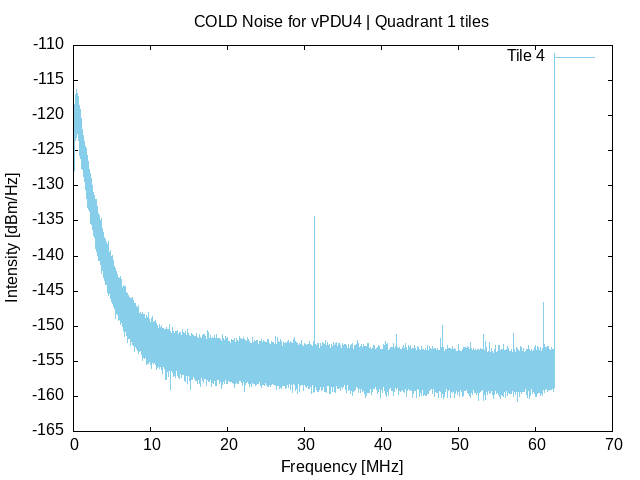 COLD Noise for vPDU4 | Quadrant 1 tiles
Tile 4
Intensity [dBm/Hz]
-110
-115
-120
-125
-130
-135
-140
-145
-150
-155
-160
-165
0 10 20 30 40 50 60 70
Frequency [MHz]